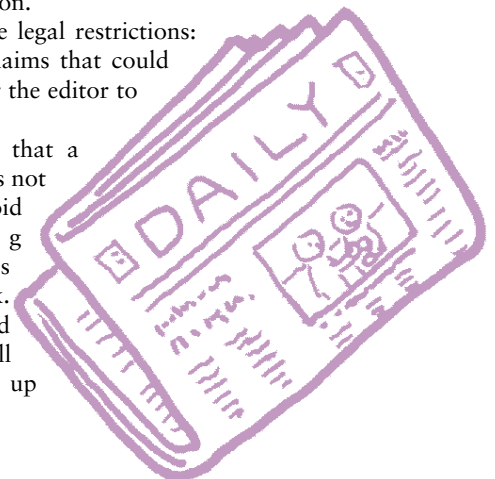 on.
e legal restrictions:
aims that could
r the editor to
that a
s not
oid
g
s
k.
d
ll
up
DAILY